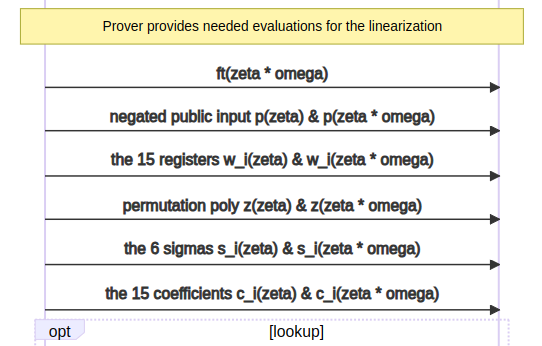 Prover provides needed evaluations for the linearization
ft(zeta * omega)
negated public input p(zeta) & p(zeta * omega)
the 15 registers w_i(zeta) & w_i(zeta * omega)
permutation poly z(zeta) & z(zeta * omega)
the 6 sigmas s_i(zeta) & s_i(zeta * omega)
the 15 coefficients c_i(zeta) & c_i(zeta * omega)
opt [lookup]